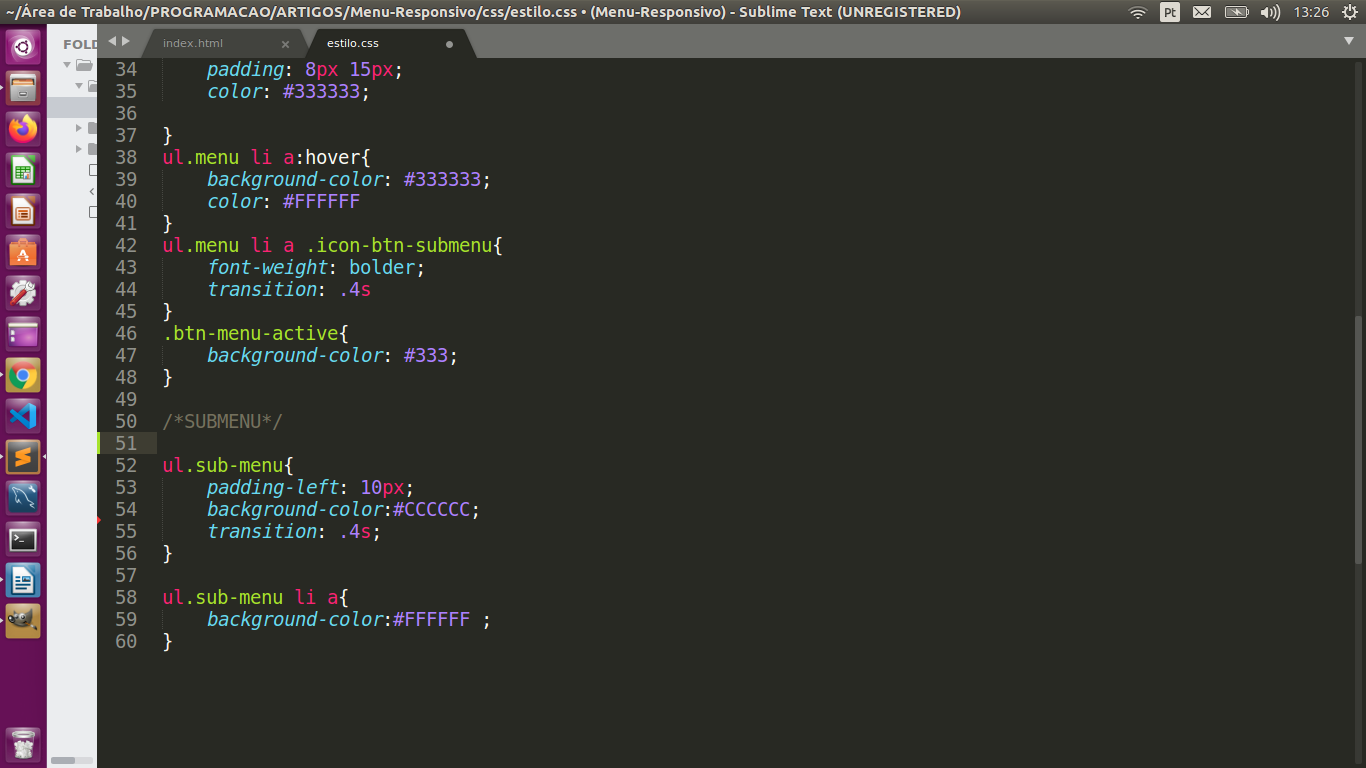 ~/Área de Trabalho/PROGRAMACAO/ARTIGOS/Menu-Responsivo/css/estilo.css • (Menu-Responsivo) - Sublime Text (UNREGISTERED)
Pt
13:26
FOLD
index.html
estilo.css
34 padding: 8px 15px;
35 color: #333333;
36
37 }
38 ul.menu li a:hover{
39 background-color: #333333;
40 color: #FFFFFF
41 }
42 ul.menu li a .icon-btn-submenu{
43 font-weight: bolder;
44 transition: .4s
45 }
46 .btn-menu-active{
47 background-color: #333;
48 }
49
50 /*SUBMENU*/
51
52 ul.sub-menu{
53 padding-left: 10px;
54 background-color:#CCCCCC;
55 transition: .4s;
56 }
57
58 ul.sub-menu li a{
59 background-color:#FFFFFF ;
60 }